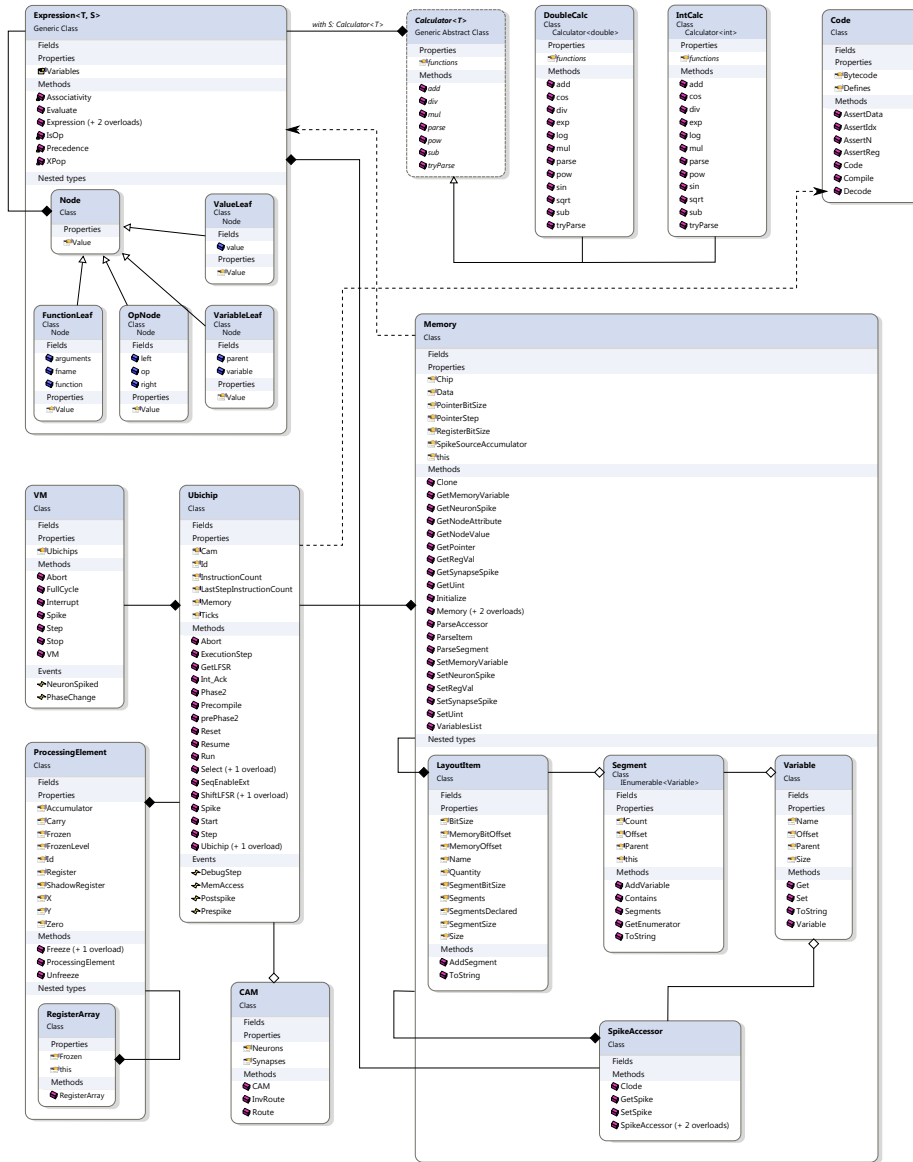 Expression<T, S>
Generic Class
Fields
Properties
Variables
Methods
Associativity
Evaluate
Expression (+ 2 overloads)
IsOp
Precedence
XPop
Nested types
Node
Class
Properties
Value
ValueLeaf
Class
Node
Fields
value
Properties
Value
FunctionLeaf
Class
Node
Fields
arguments
fname
function
Properties
Value
OpNode
Class
Node
Fields
left
op
right
Properties
Value
VariableLeaf
Class
Node
Fields
parent
variable
Properties
Value
with S: Calculator<T>
Calculator<T>
Generic Abstract Class
Properties
functions
Methods
add
div
mul
parse
pow
sub
tryParse
DoubleCalc
Class
Calculator<double>
Properties
functions
Methods
add
cos
div
exp
log
mul
parse
pow
sin
sqrt
sub
tryParse
IntCalc
Class
Calculator<int>
Properties
functions
Methods
add
cos
div
exp
log
mul
parse
pow
sin
sqrt
sub
tryParse
Code
Class
Fields
Properties
Bytecode
Defines
Methods
AssertData
AssertIdx
AssertN
AssertReg
Code
Compile
Decode
VM
Class
Fields
Properties
Ubichips
Methods
Abort
FullCycle
Interrupt
Spike
Step
Stop
VM
Events
NeuronSpiked
PhaseChange
Ubichip
Class
Fields
Properties
Cam
Id
InstructionCount
LastStepInstructionCount
Memory
Ticks
Methods
Abort
ExecutionStep
GetLFSR
Int_Ack
Phase2
Precompile
prePhase2
Reset
Resume
Run
Select (+ 1 overload)
SeqEnableExt
ShiftLFSR (+ 1 overload)
Spike
Start
Step
Ubichip (+ 1 overload)
Events
DebugStep
MemAccess
Postspike
Prespike
Memory
Class
Fields
Properties
Chip
Data
PointerBitSize
PointerStep
RegisterBitSize
SpikeSourceAccumulator
this
Methods
Clone
GetMemoryVariable
GetNeuronSpike
GetNodeAttribute
GetNodeValue
GetPointer
GetRegVal
GetSynapseSpike
GetUint
Initialize
Memory (+ 2 overloads)
ParseAccessor
ParseItem
ParseSegment
SetMemoryVariable
SetNeuronSpike
SetRegVal
SetSynapseSpike
SetUint
VariablesList
Nested types
LayoutItem
Class
Fields
Properties
BitSize
MemoryBitOffset
MemoryOffset
Name
Quantity
SegmentBitSize
Segments
SegmentsDeclared
SegmentSize
Size
Methods
AddSegment
ToString
Segment
Class
IEnumerable<Variable>
Fields
Properties
Count
Offset
Parent
this
Methods
AddVariable
Contains
Segments
GetEnumerator
ToString
Variable
Class
Fields
Properties
Name
Offset
Parent
Size
Methods
Get
Set
ToString
Variable
SpikeAccessor
Class
Fields
Methods
Clode
GetSpike
SetSpike
SpikeAccessor (+ 2 overloads)
ProcessingElement
Class
Fields
Properties
Accumulator
Carry
Frozen
FrozenLevel
Id
Register
ShadowRegister
X
Y
Zero
Methods
Freeze (+ 1 overload)
ProcessingElement
Unfreeze
Nested types
RegisterArray
Class
Properties
Frozen
this
Methods
RegisterArray
CAM
Class
Fields
Properties
Neurons
Synapses
Methods
CAM
InvRoute
Route